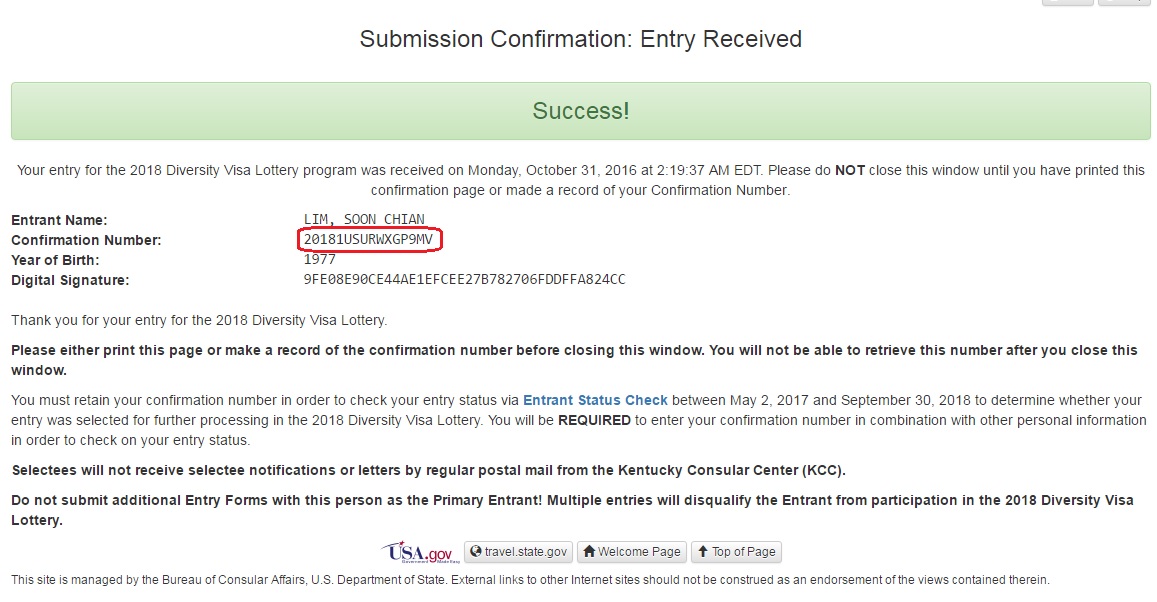 Submission Confirmation: Entry Received
Success!
Your entry for the 2018 Diversity Visa Lottery program was received on Monday, October 31, 2016 at 2:19:37 AM EDT. Please do NOT close this window until you have printed this
confirmation page or made a record of your Confirmation Number.
Entrant Name: LIM, SOON CHIAN
Confirmation Number: 20181USURWXGP9MV
Year of Birth: 1977
Digital Signature: 9FE08E90CE44AE1EFCEE27B782706FDDFFA824CC
Thank you for your entry for the 2018 Diversity Visa Lottery.
Please either print this page or make a record of the confirmation number before closing this window. You will not be able to retrieve this number after you close this
window.
You must retain your confirmation number in order to check your entry status via Entrant Status Check between May 2, 2017 and September 30, 2018 to determine whether your
entry was selected for further processing in the 2018 Diversity Visa Lottery. You will be REQUIRED to enter your confirmation number in combination with other personal information
in order to check on your entry status.
Selectees will not receive selectee notifications or letters by regular postal mail from the Kentucky Consular Center (KCC).
Do not submit additional Entry Forms with this person as the Primary Entrant! Multiple entries will disqualify the Entrant from participation in the 2018 Diversity Visa
Lottery.
USA.gov travel.state.gov Welcome Page Top of Page
Government Made Easy
This site is managed by the Bureau of Consular Affairs, U.S. Department of State. External links to other Internet sites should not be construed as an endorsement of the views contained therein.